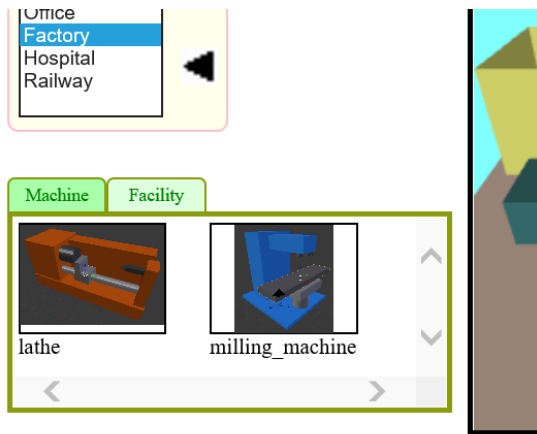 Office
Factory
Hospital
Railway
Machine Facility
lathe milling_machine